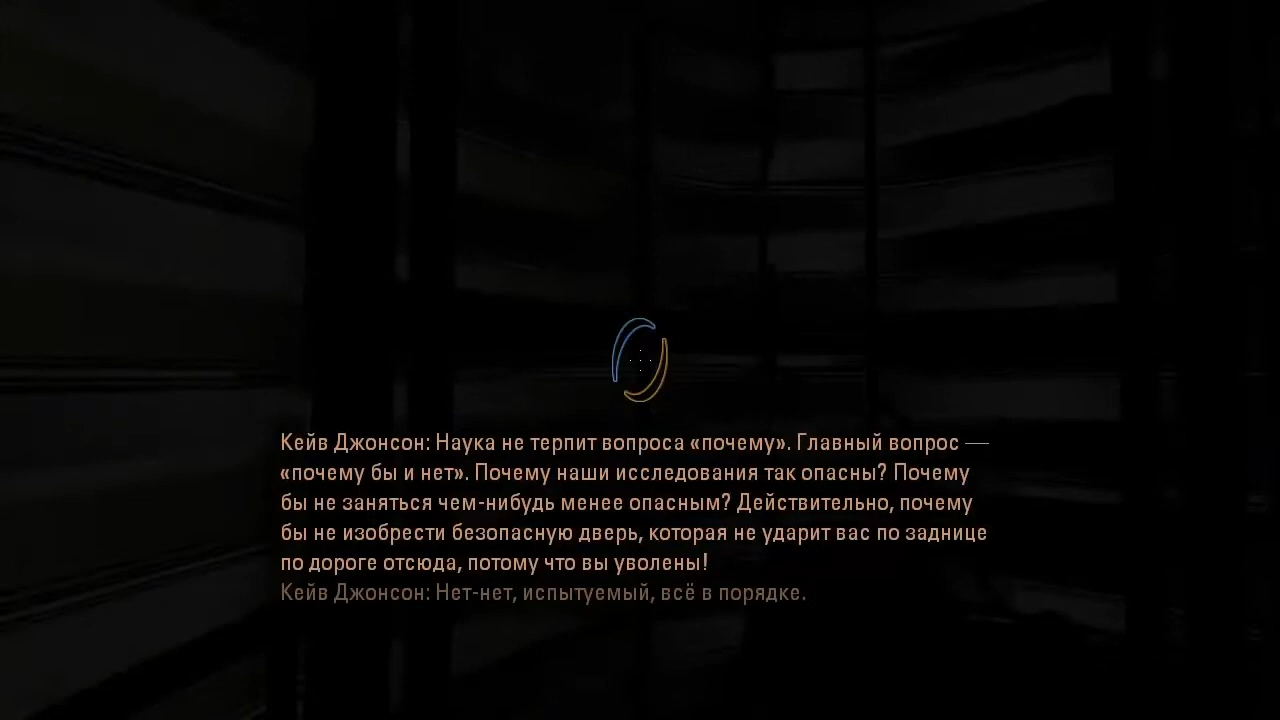 Кейв Джонсон: Наука не терпит вопроса «почему». Главный вопрос —
«почему бы и нет». Почему наши исследования так опасны? Почему
бы не заняться чем-нибудь менее опасным? Действительно, почему
бы не изобрести безопасную дверь, которая не ударит вас по заднице
по дороге отсюда, потому что вы уволены!
Кейв Джонсон: Нет-нет, испытуемый, всё в порядке.